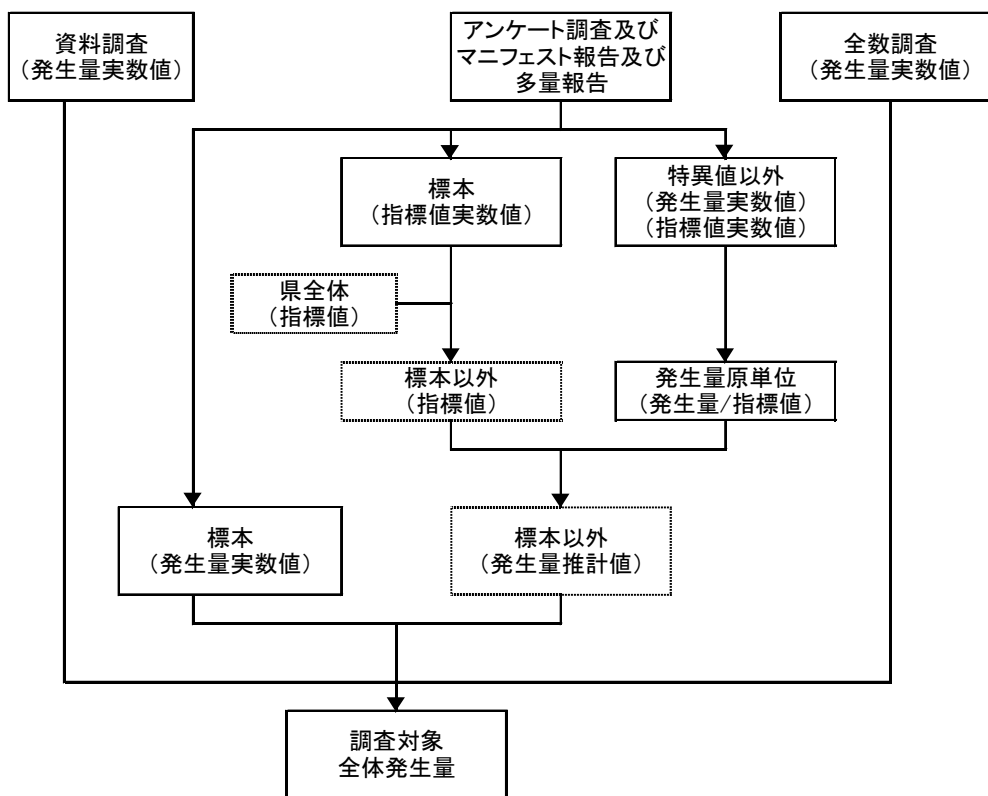 資料調査
（発生量実数値）
アンケート調査及び
マニフェスト報告及び
多量報告
全数調査
（発生量実数値）
標本
（指標値実数値）
特異値以外
（発生量実数値）
（指標値実数値）
県全体
（指標値）
標本以外
（指標値）
発生量原単位
（発生量/指標値）
標本
（発生量実数値）
標本以外
（発生量推計値）
調査対象
全体発生量